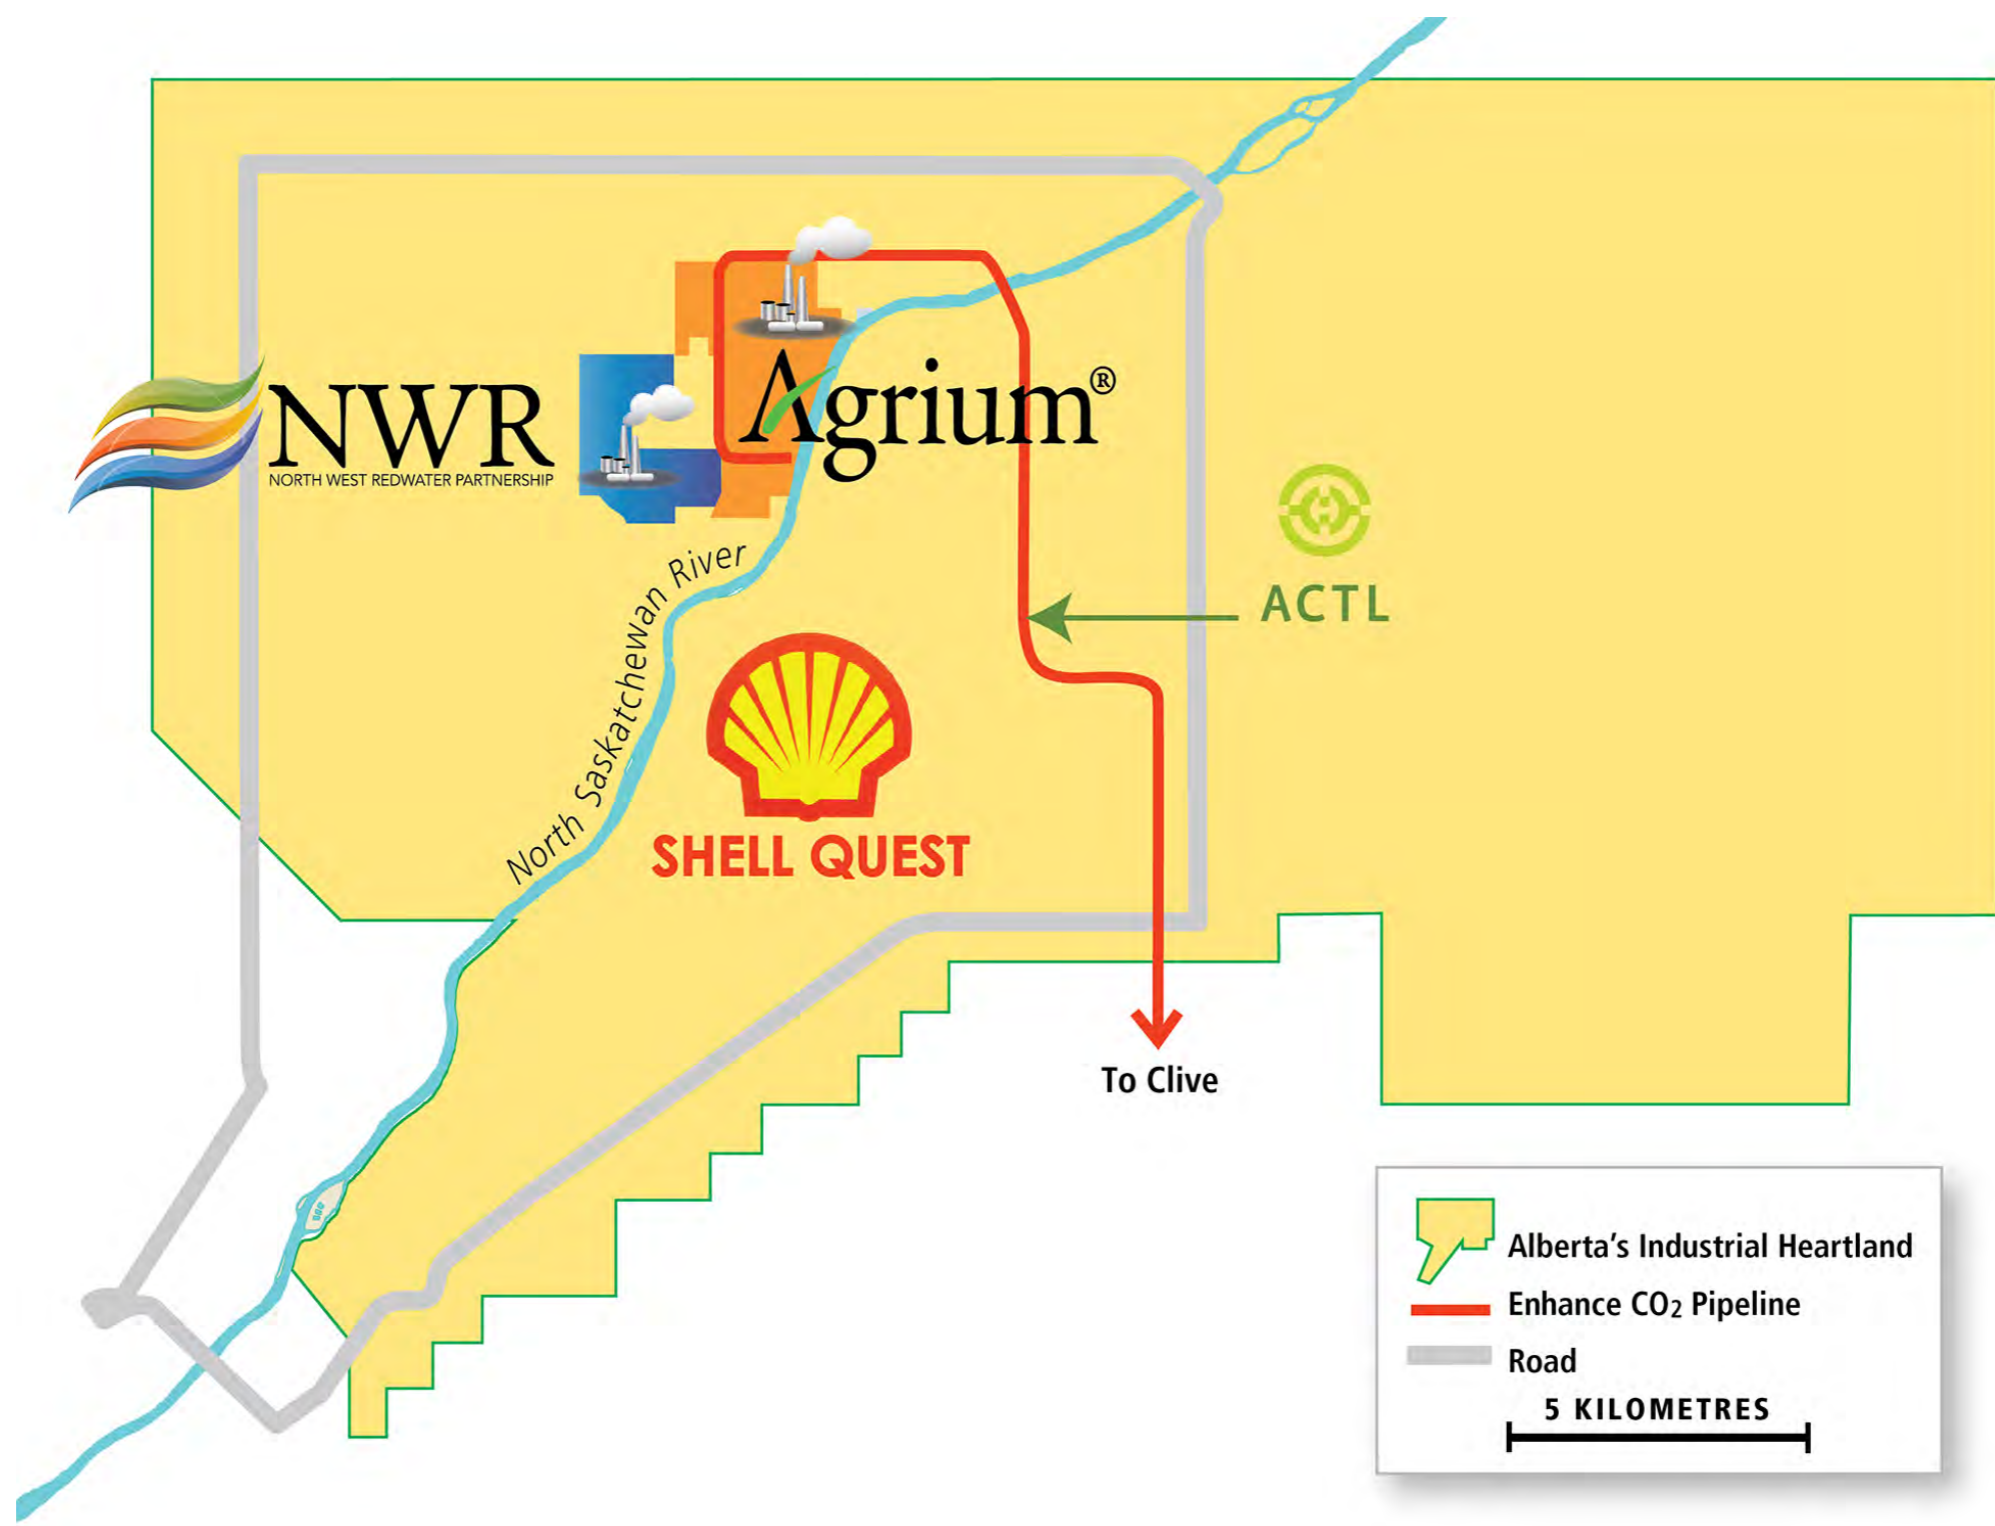 NWR
NORTH WEST REDWATER PARTNERSHIP
Agrium®
North Saskatchewan River
ACTL
SHELL QUEST
To Clive
Alberta's Industrial Heartland
Enhance CO2 Pipeline
Road
5 KILOMETRES